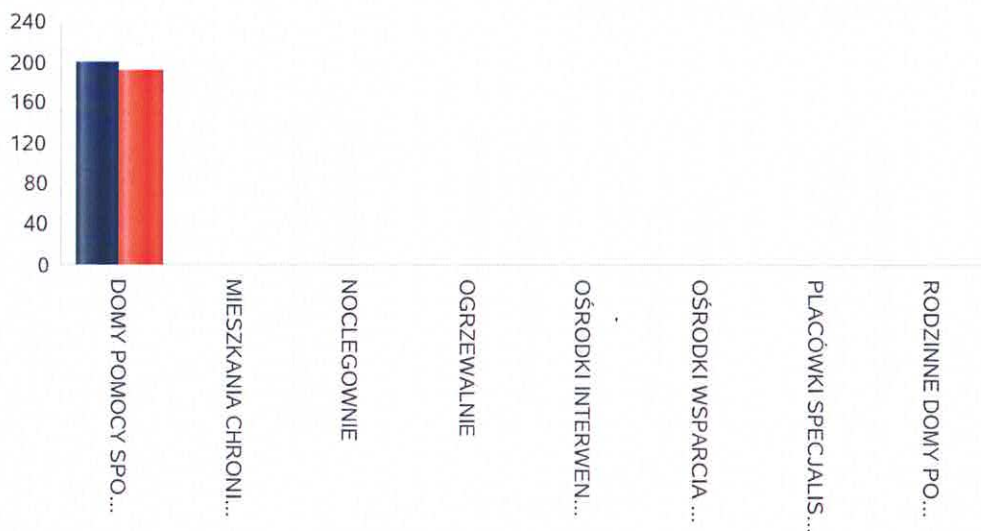 240
200
160
120
80
40
0
DOMY POMOCY SPO...
MIESZKANIA CHRONI...
NOCLEGOWNIE
OGRZEWALNIE
OŚRODKI INTERWEN...
OŚRODKI WSPARCIA ...
PLACÓWKI SPECJALIS...
RODZINNE DOMY PO...